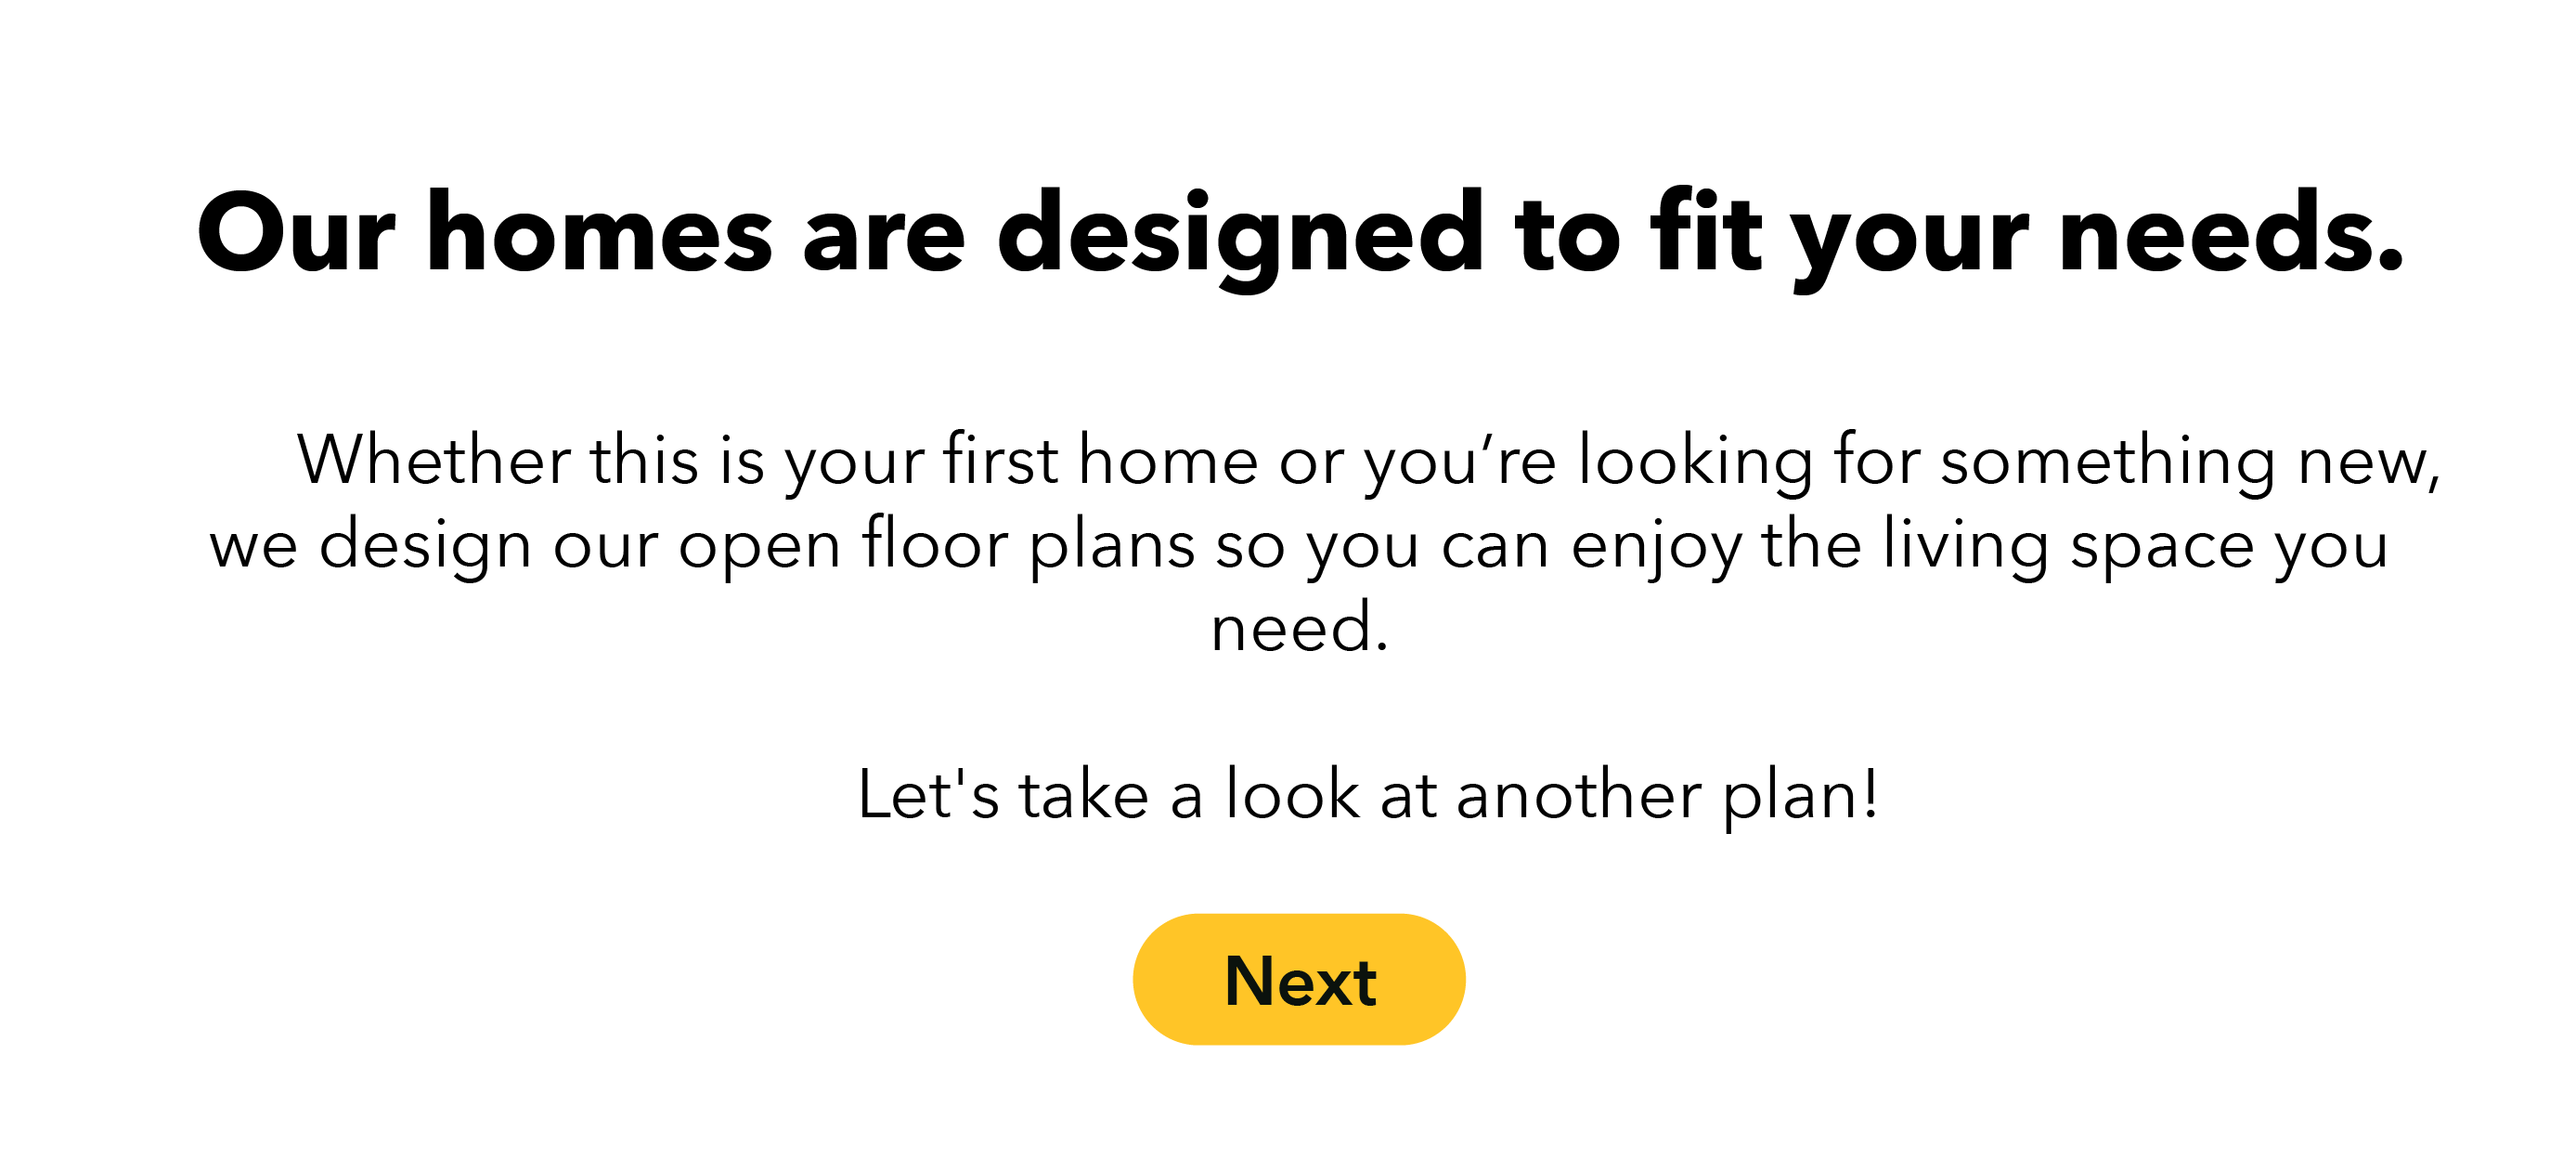 Our homes are designed to fit your needs.
Whether this is your first home or you’re looking for something new,
we design our open floor plans so you can enjoy the living space you
need.
Let's take a look at another plan!
Next